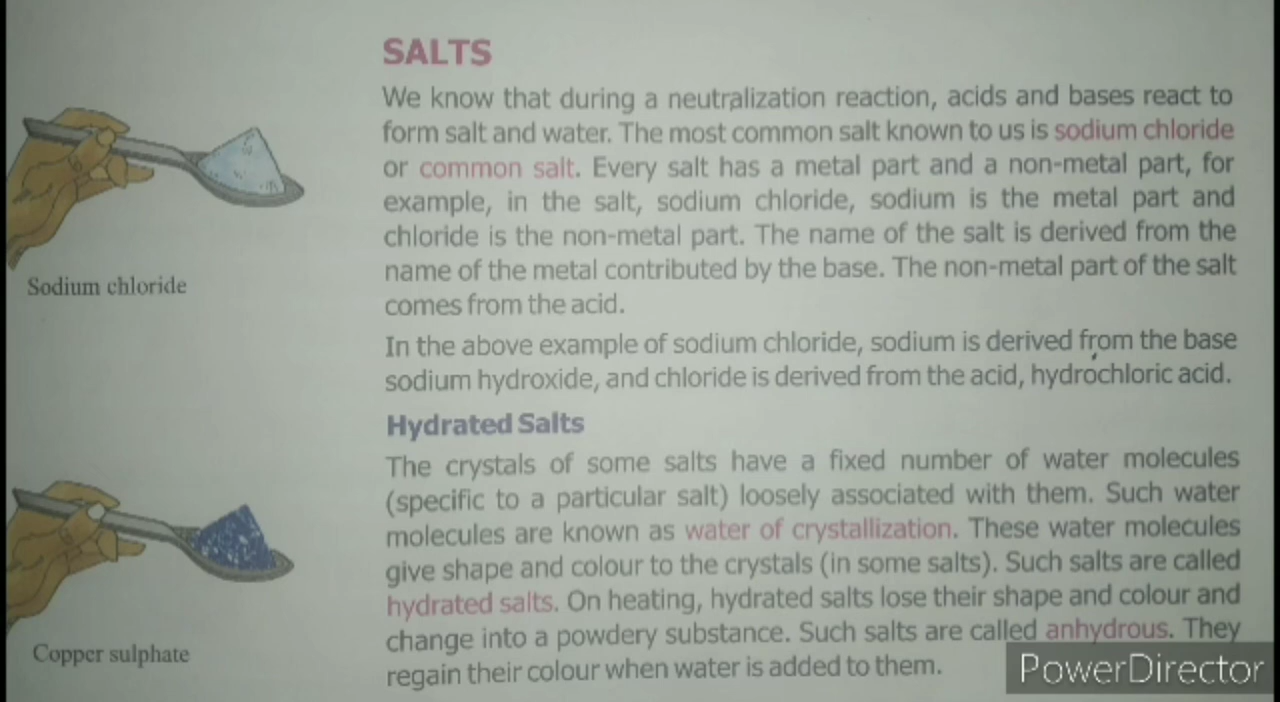 SALTS
We know that during a neutralization reaction, acids and bases react to
form salt and water. The most common salt known to us is sodium chloride
or common salt. Every salt has a metal part and a non-metal part, for
example, in the salt, sodium chloride, sodium is the metal part and
chloride is the non-metal part. The name of the salt is derived from the
name of the metal contributed by the base. The non-metal part of the salt
comes from the acid.
In the above example of sodium chloride, sodium is derived from the base
sodium hydroxide, and chloride is derived from the acid, hydrochloric acid.
Hydrated Salts
The crystals of some salts have a fixed number of water molecules
(specific to a particular salt) loosely associated with them. Such water
molecules are known as water of crystallization. These water molecules
give shape and colour to the crystals (in some salts). Such salts are called
hydrated salts. On heating, hydrated salts lose their shape and colour and
change into a powdery substance. Such salts are called anhydrous. They
regain their colour when water is added to them.
Sodium chloride
Copper sulphate
PowerDirector